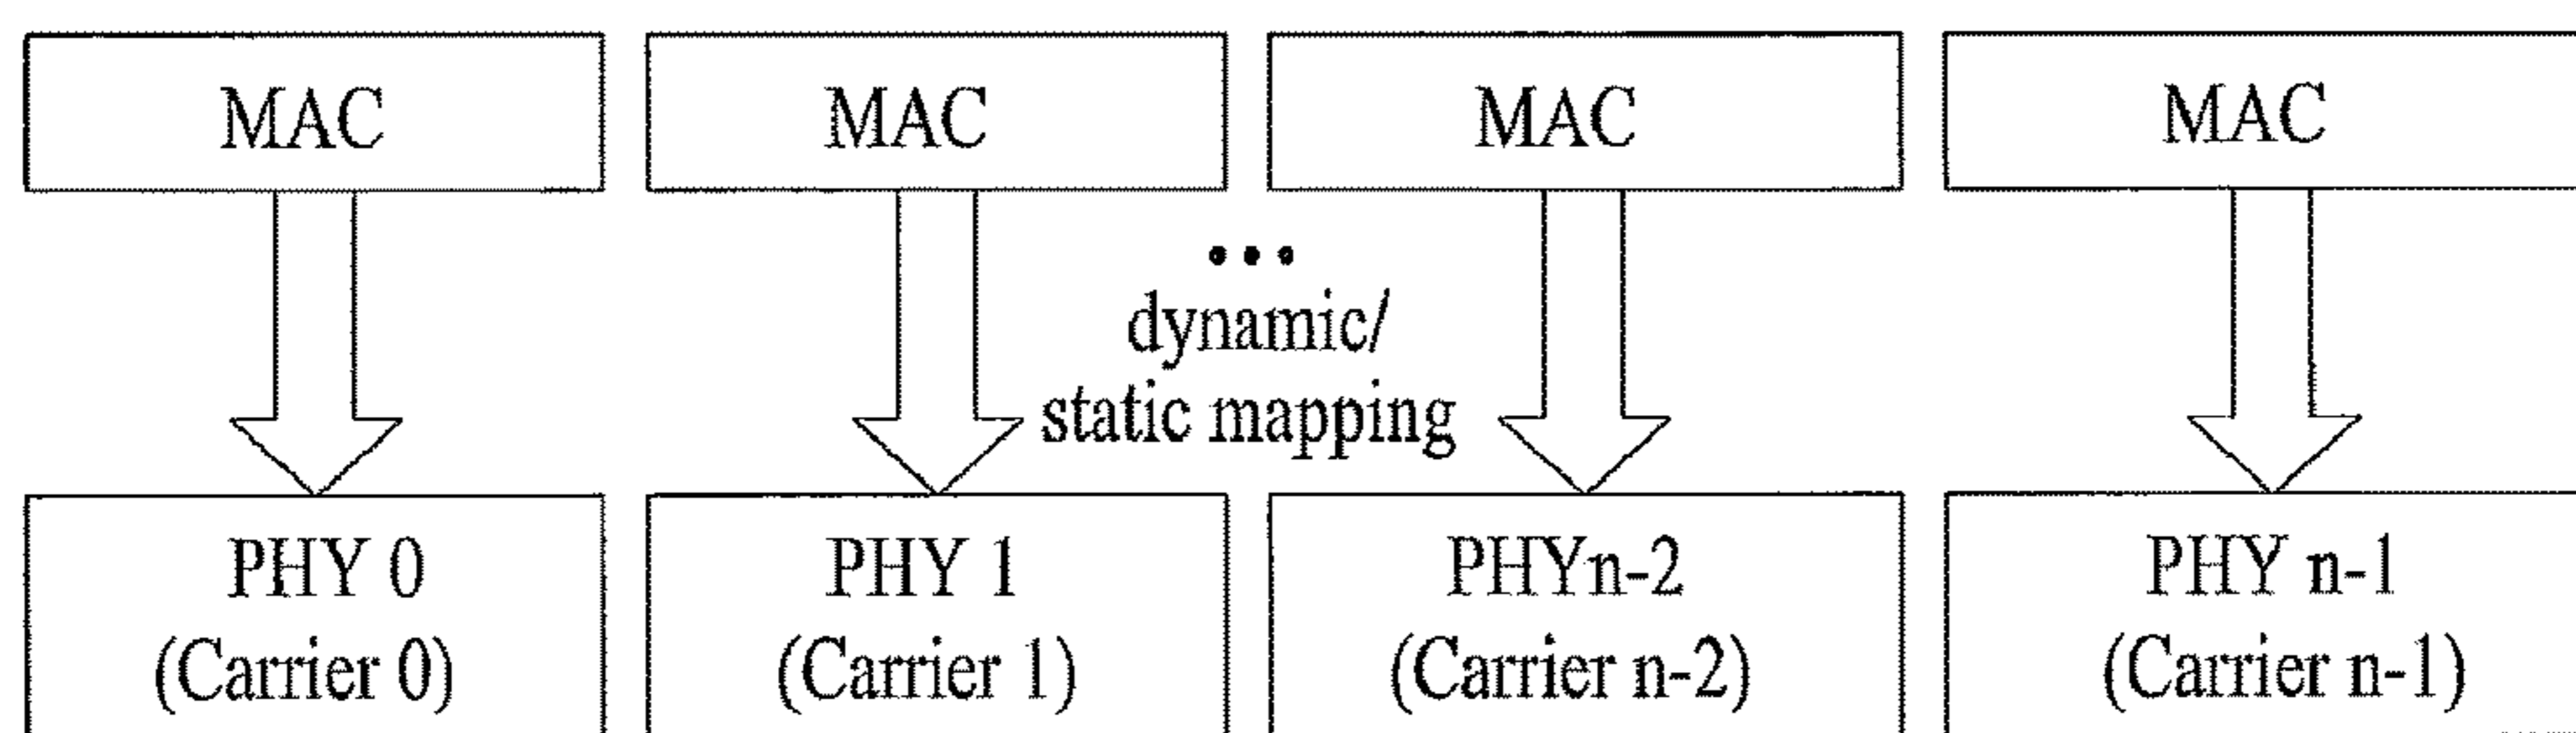 MAC
MAC
MAC
MAC
•••
dynamic/
static mapping
PHY 0
(Carrier 0)
PHY 1
(Carrier 1)
PHYn-2
(Carrier n-2)
PHY n-1
(Carrier n-1)